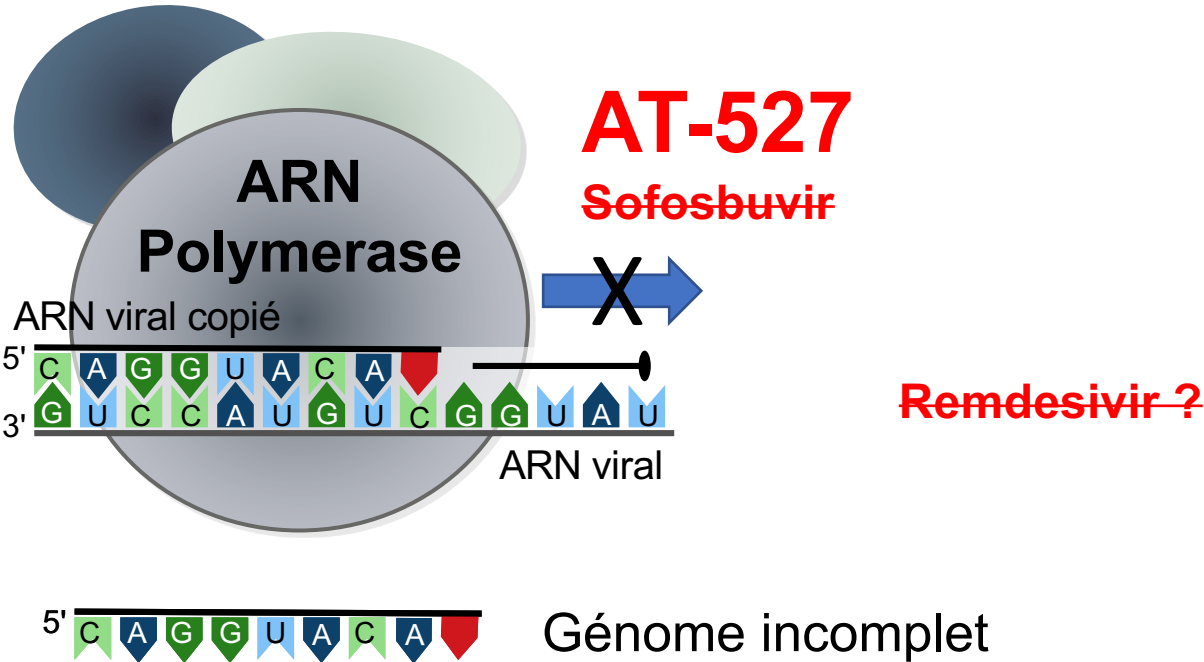 AT-527
Sofosbuvir
ARN
Polymerase
X
ARN viral copié
5' C A G G U A C A
3' G U C C A U G U C G G U A U
Remdesivir ?
ARN viral
5' C A G G U A C A
Génome incomplet